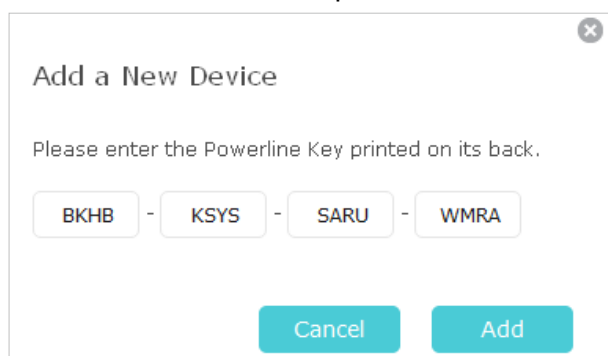 Add a New Device
Please enter the Powerline Key printed on its back.
BKHB - KSYS - SARU - WMRA
Cancel Add